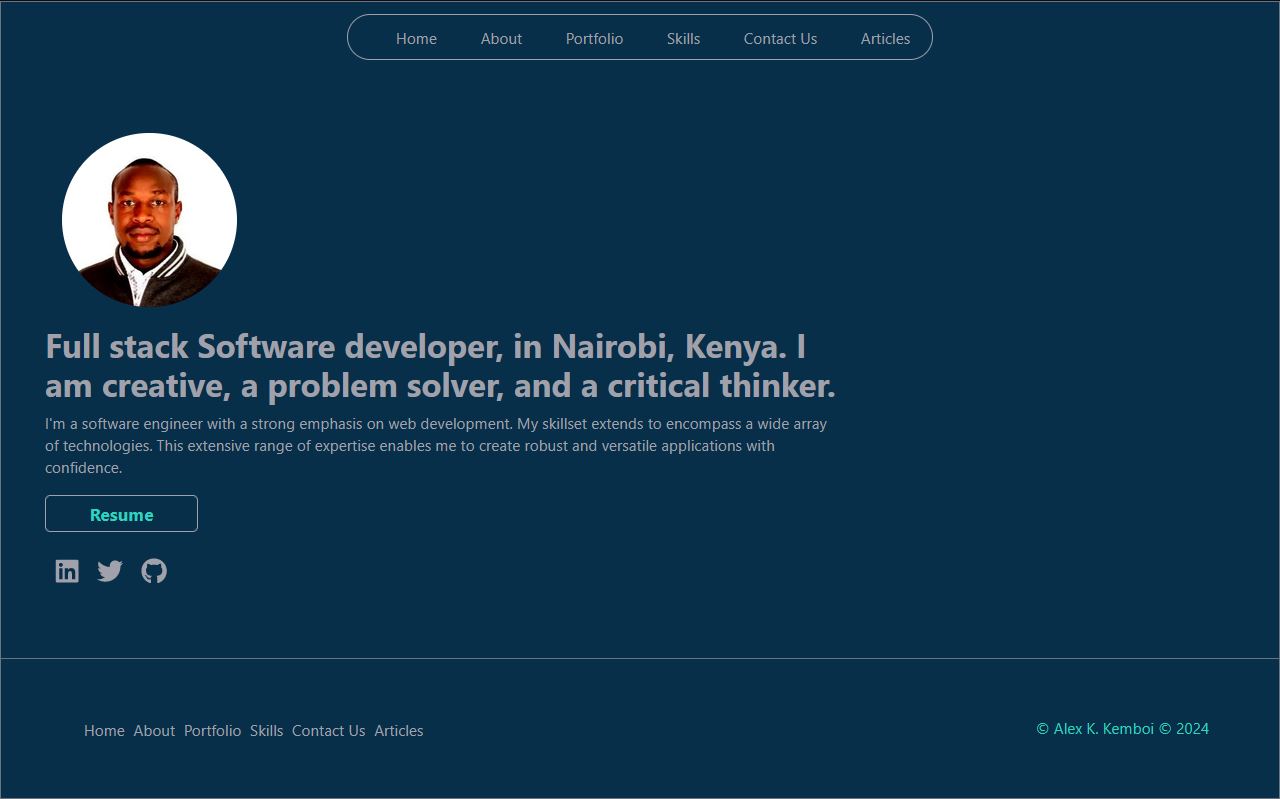 Home About Portfolio Skills Contact Us Articles
Full stack Software developer, in Nairobi, Kenya. I
am creative, a problem solver, and a critical thinker.
I'm a software engineer with a strong emphasis on web development. My skillset extends to encompass a wide array
of technologies. This extensive range of expertise enables me to create robust and versatile applications with
confidence.
Resume
in
Home About Portfolio Skills Contact Us Articles
© Alex K. Kemboi © 2024